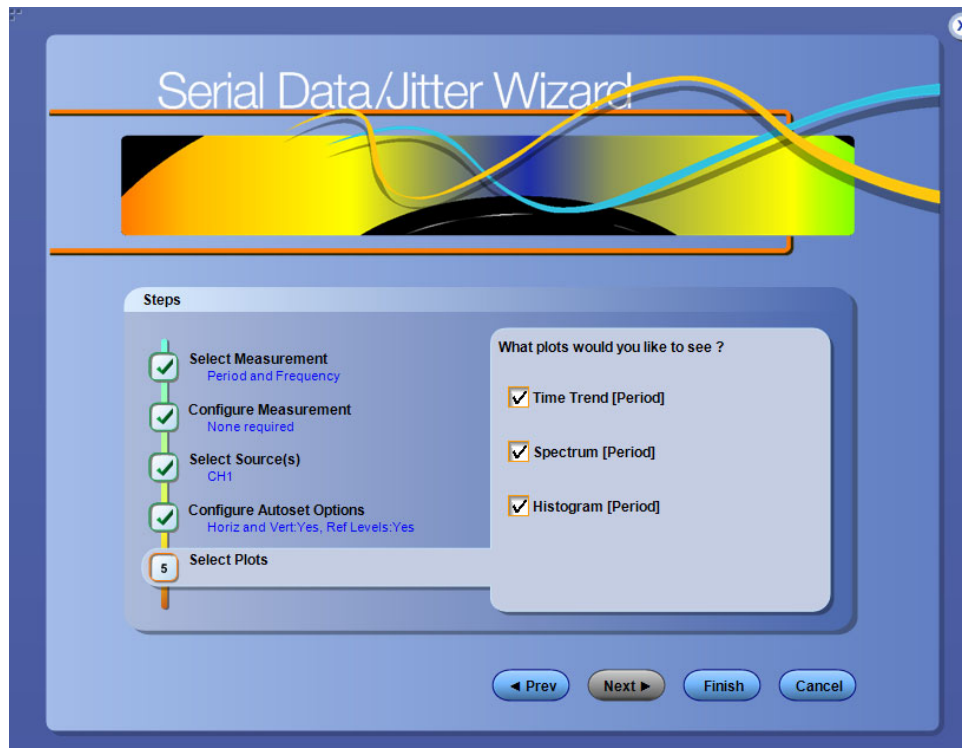 Serial Data/Jitter Wizard
Steps
Select Measurement
Period and Frequency
Configure Measurement
None required
Select Source(s)
CH1
Configure Autoset Options
Horiz and Vert:Yes, Ref Levels:Yes
5 Select Plots
What plots would you like to see ?
Time Trend [Period]
Spectrum [Period]
Histogram [Period]
◄ Prev Next ► Finish Cancel